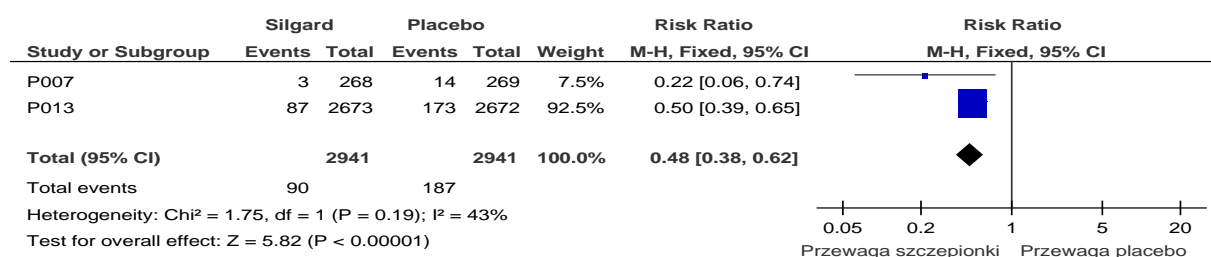 Silgard Placebo Risk Ratio Risk Ratio
Study or Subgroup Events Total Events Total Weight M-H, Fixed, 95% CI M-H, Fixed, 95% CI
P007 3 268 14 269 7.5% 0.22 [0.06, 0.74]
P013 87 2673 173 2672 92.5% 0.50 [0.39, 0.65]
Total (95% CI) 2941 2941 100.0% 0.48 [0.38, 0.62]
Total events 90 187
Heterogeneity: Chi² = 1.75, df = 1 (P = 0.19); I² = 43%
Test for overall effect: Z = 5.82 (P < 0.00001)
0.05 0.2 1 5 20
Przewaga szczepionki Przewaga placebo